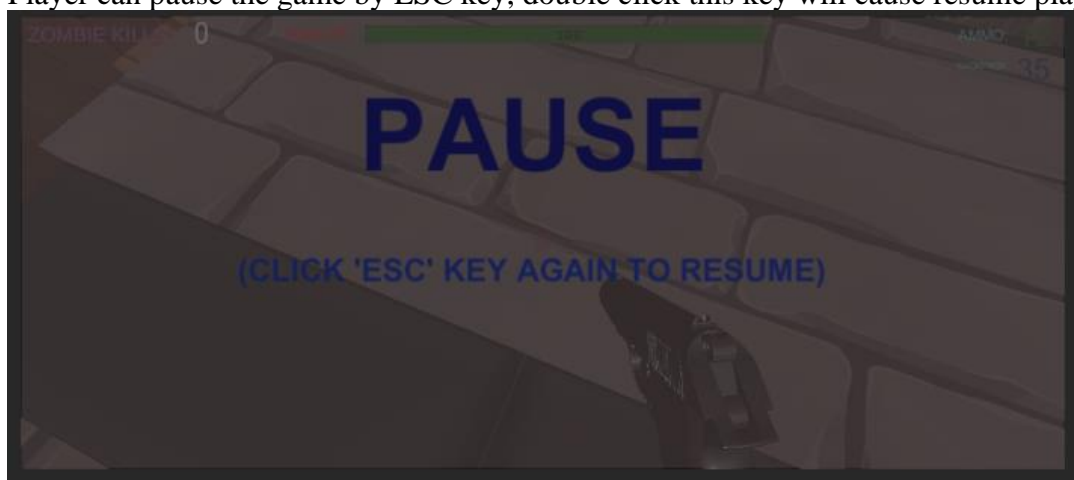 Player can pause the game by ESC key, double click this key will cause resume pla
ZOMBIE KILL 0
AMMO:
35
PAUSE
(CLICK 'ESC' KEY AGAIN TO RESUME)